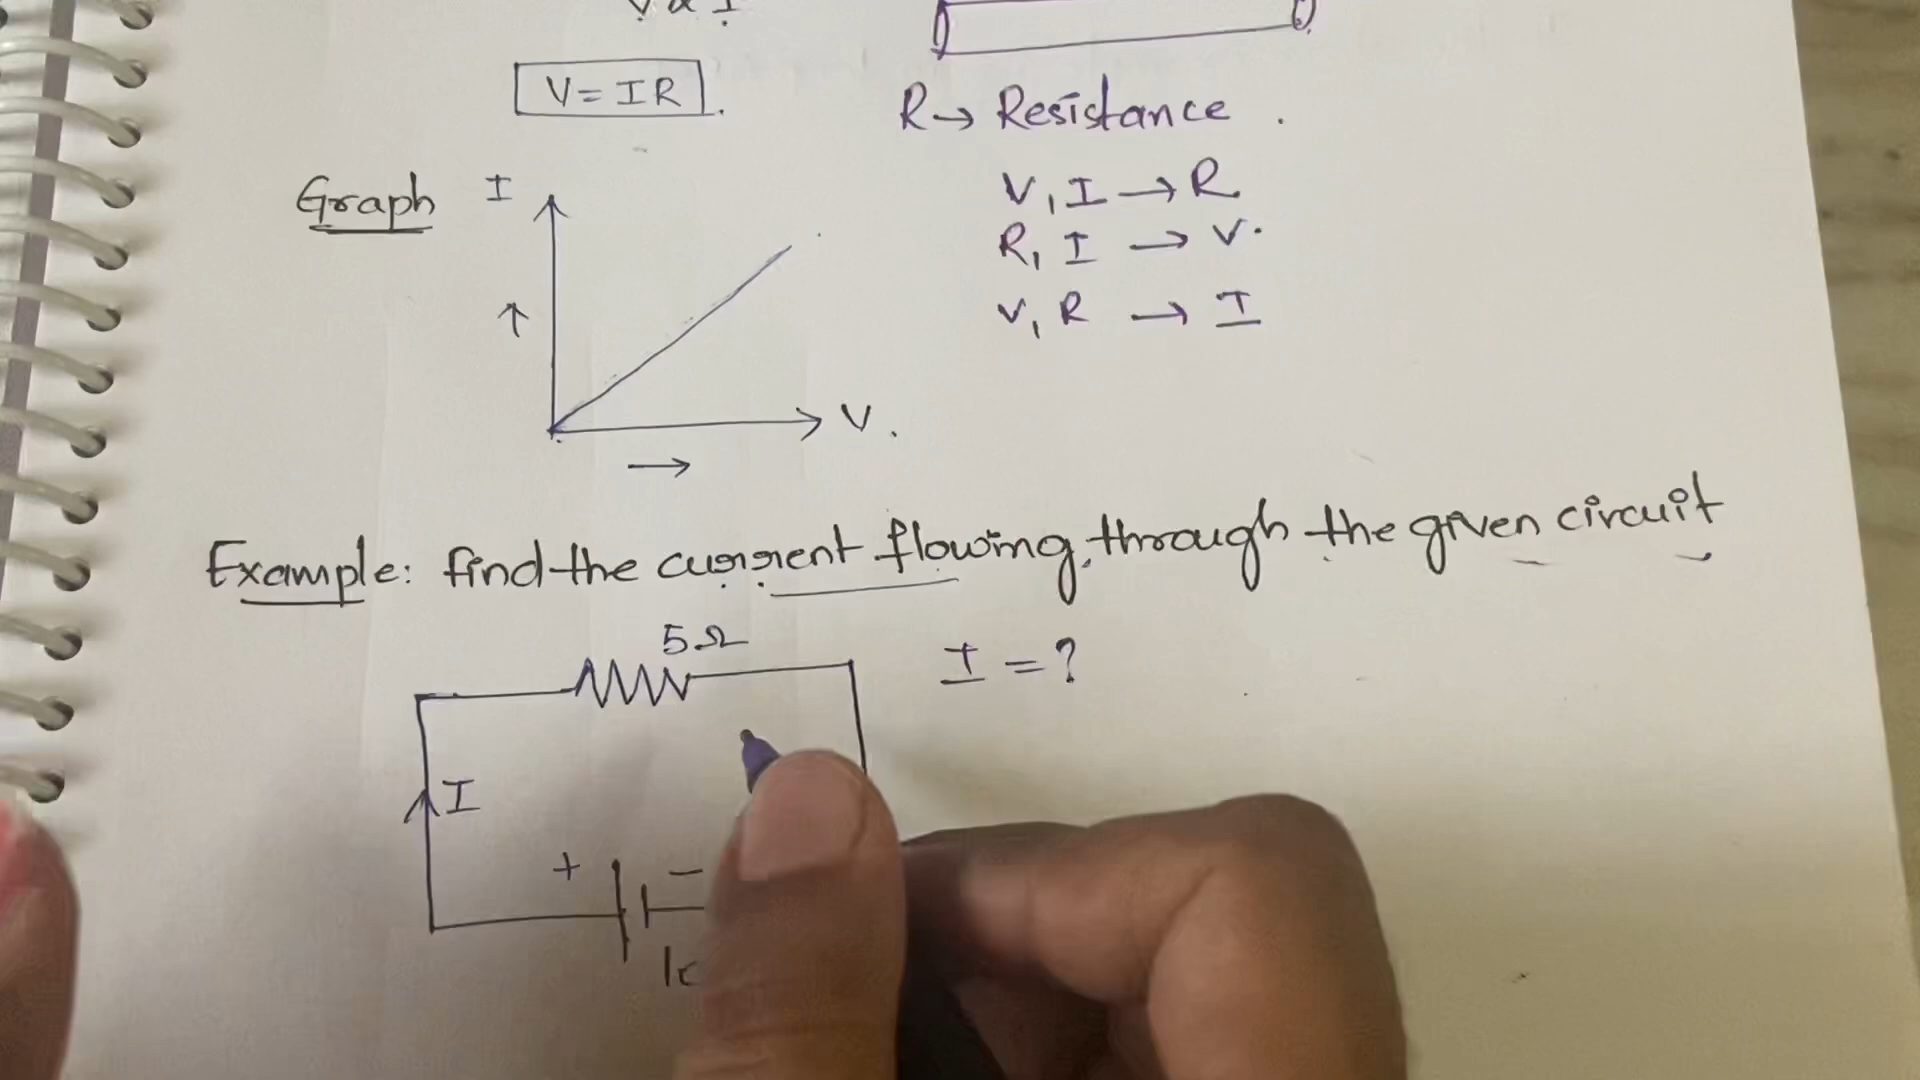 V ∝ I
V = IR.
R → Resistance.
V, I → R
R, I → V.
V, R → I
Graph
I
↑
V.
→
Example: find the current flowing through the given circuit
5Ω
I = ?
I
+ −